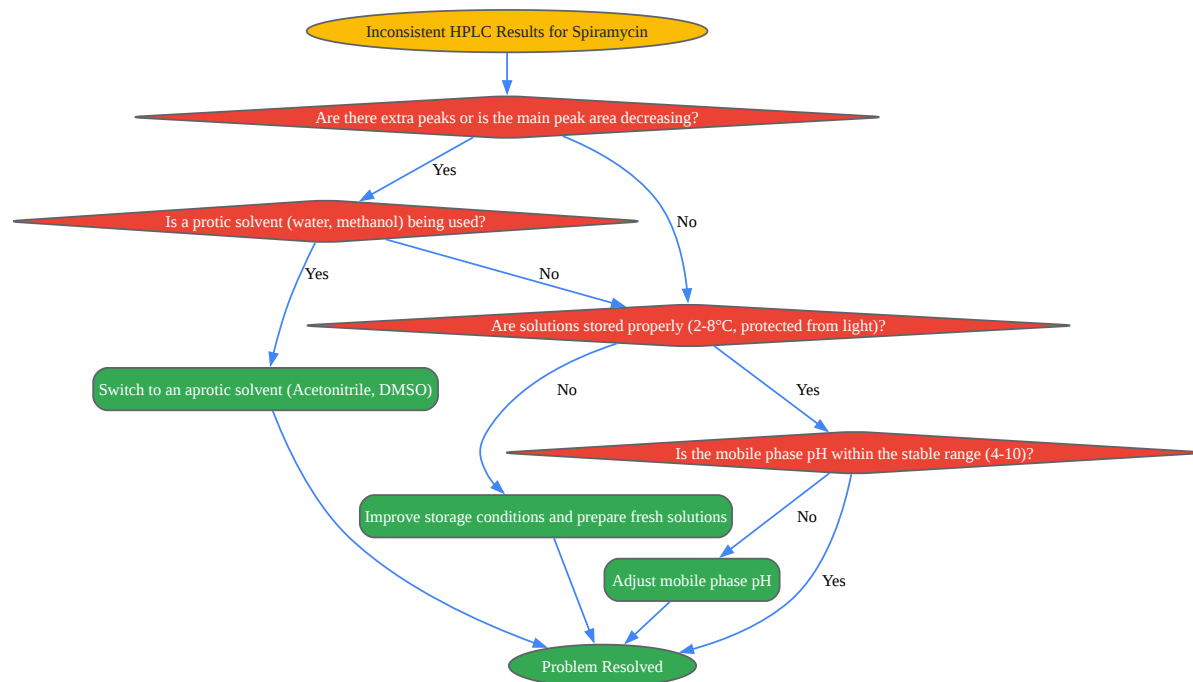 Inconsistent HPLC Results for Spiramycin
Are there extra peaks or is the main peak area decreasing?
Yes
Is a protic solvent (water, methanol) being used?
No
Yes
No
Are solutions stored properly (2-8°C, protected from light)?
Switch to an aprotic solvent (Acetonitrile, DMSO)
No
Yes
Is the mobile phase pH within the stable range (4-10)?
Improve storage conditions and prepare fresh solutions
No
Adjust mobile phase pH
Yes
Problem Resolved